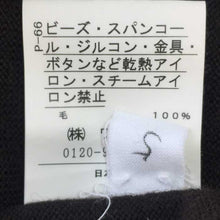 P-66
ビーズ・スパンコー
ル・ジルコン・金具・
ボタンなど乾熱アイ
ロン・スチームアイ
ロン禁止
毛 100%
(株)
0120-9
日本
S